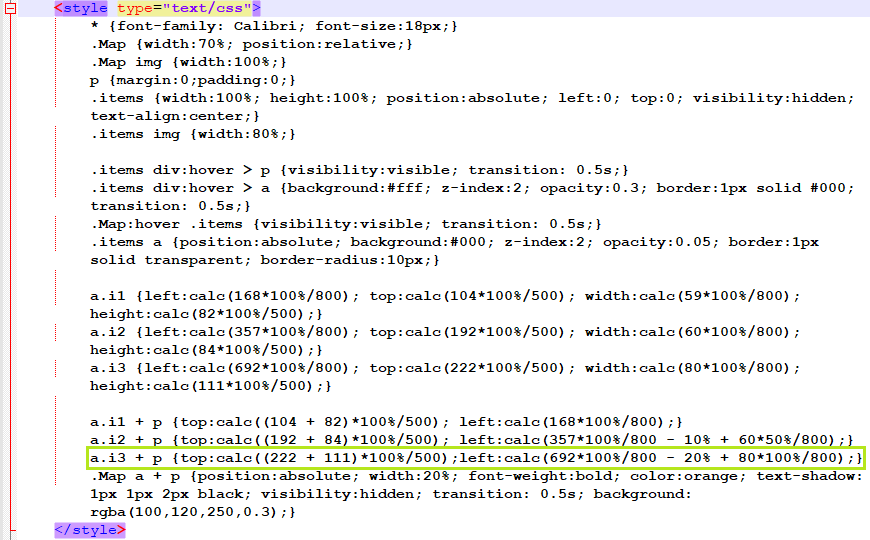 <style type="text/css">
* {font-family: Calibri; font-size:18px;}
.Map {width:70%; position:relative;}
.Map img {width:100%;}
p {margin:0;padding:0;}
.items {width:100%; height:100%; position:absolute; left:0; top:0; visibility:hidden;
text-align:center;}
.items img {width:80%;}
.items div:hover > p {visibility:visible; transition: 0.5s;}
.items div:hover > a {background:#fff; z-index:2; opacity:0.3; border:1px solid #000;
transition: 0.5s;}
.Map:hover .items {visibility:visible; transition: 0.5s;}
.items a {position:absolute; background:#000; z-index:2; opacity:0.05; border:1px
solid transparent; border-radius:10px;}
a.i1 {left:calc(168*100%/800); top:calc(104*100%/500); width:calc(59*100%/800);
height:calc(82*100%/500);}
a.i2 {left:calc(357*100%/800); top:calc(192*100%/500); width:calc(60*100%/800);
height:calc(84*100%/500);}
a.i3 {left:calc(692*100%/800); top:calc(222*100%/500); width:calc(80*100%/800);
height:calc(111*100%/500);}
a.i1 + p {top:calc((104 + 82)*100%/500); left:calc(168*100%/800);}
a.i2 + p {top:calc((192 + 84)*100%/500); left:calc(357*100%/800 - 10% + 60*50%/800);}
a.i3 + p {top:calc((222 + 111)*100%/500);left:calc(692*100%/800 - 20% + 80*100%/800);}
.Map a + p {position:absolute; width:20%; font-weight:bold; color:orange; text-shadow:
1px 1px 2px black; visibility:hidden; transition: 0.5s; background:
rgba(100,120,250,0.3);}
</style>